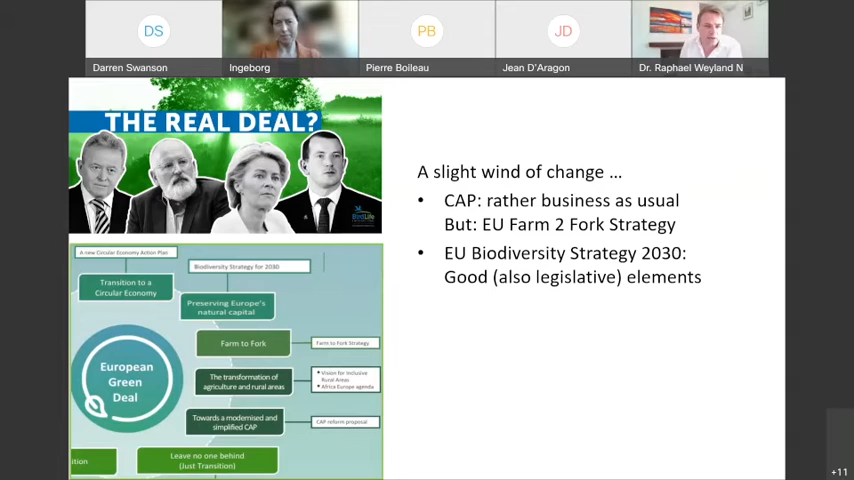 DS
PB
JD
Darren Swanson
Ingeborg
Pierre Boileau
Jean D'Aragon
Dr. Raphael Weyland N
THE REAL DEAL?
BirdLife
A slight wind of change ...
• CAP: rather business as usual
But: EU Farm 2 Fork Strategy
• EU Biodiversity Strategy 2030:
Good (also legislative) elements
A new Circular Economy Action Plan
Biodiversity Strategy for 2030
Transition to a
Circular Economy
Preserving Europe's
natural capital
Farm to Fork
Farm to Fork Strategy
European
Green
Deal
The transformation of
agriculture and rural areas
• Vision for Inclusive
Rural Areas
• Africa Europe agenda
Towards a modernised and
simplified CAP
CAP reform proposal
Leave no one behind
(Just Transition)
ition
+11